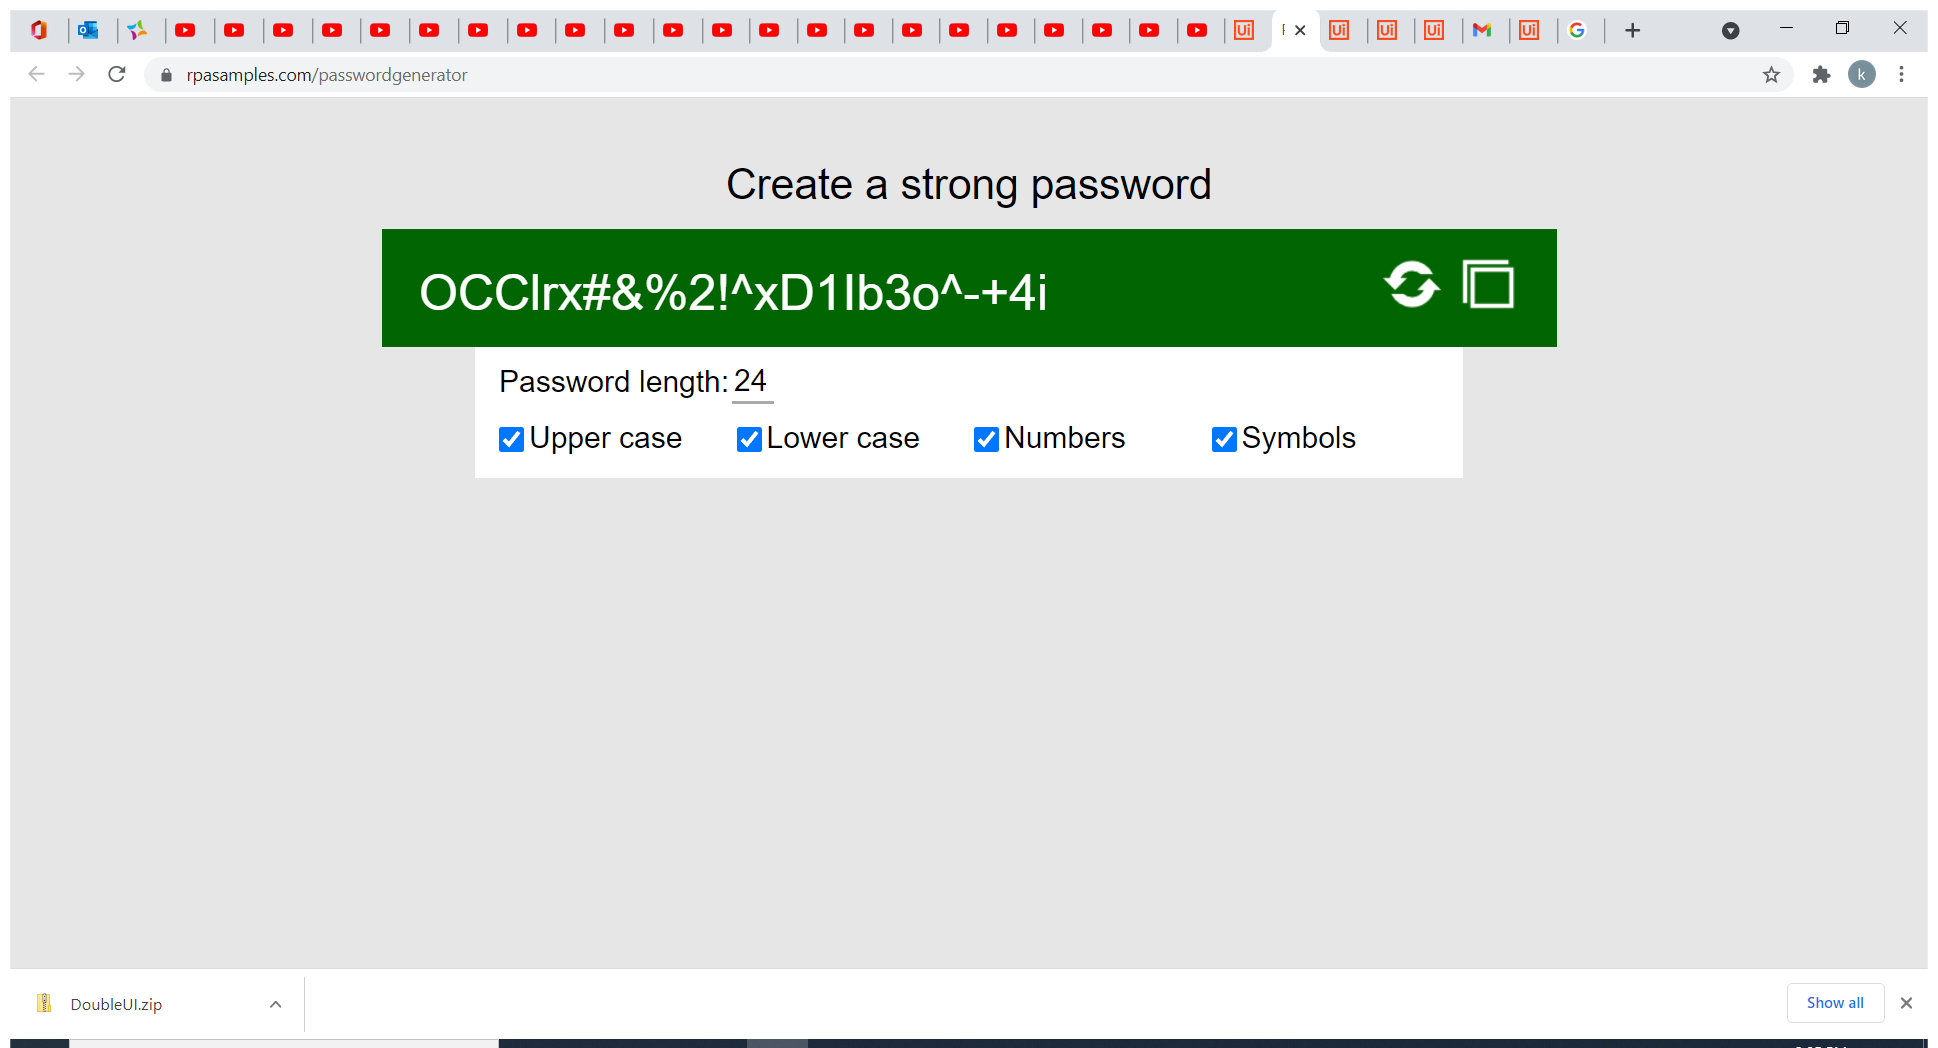 rpasamples.com/passwordgenerator
k
Create a strong password
OCClrx#&%2!^xD1Ib3o^-+4i
Password length: 24
Upper case Lower case Numbers Symbols
DoubleUI.zip
Show all